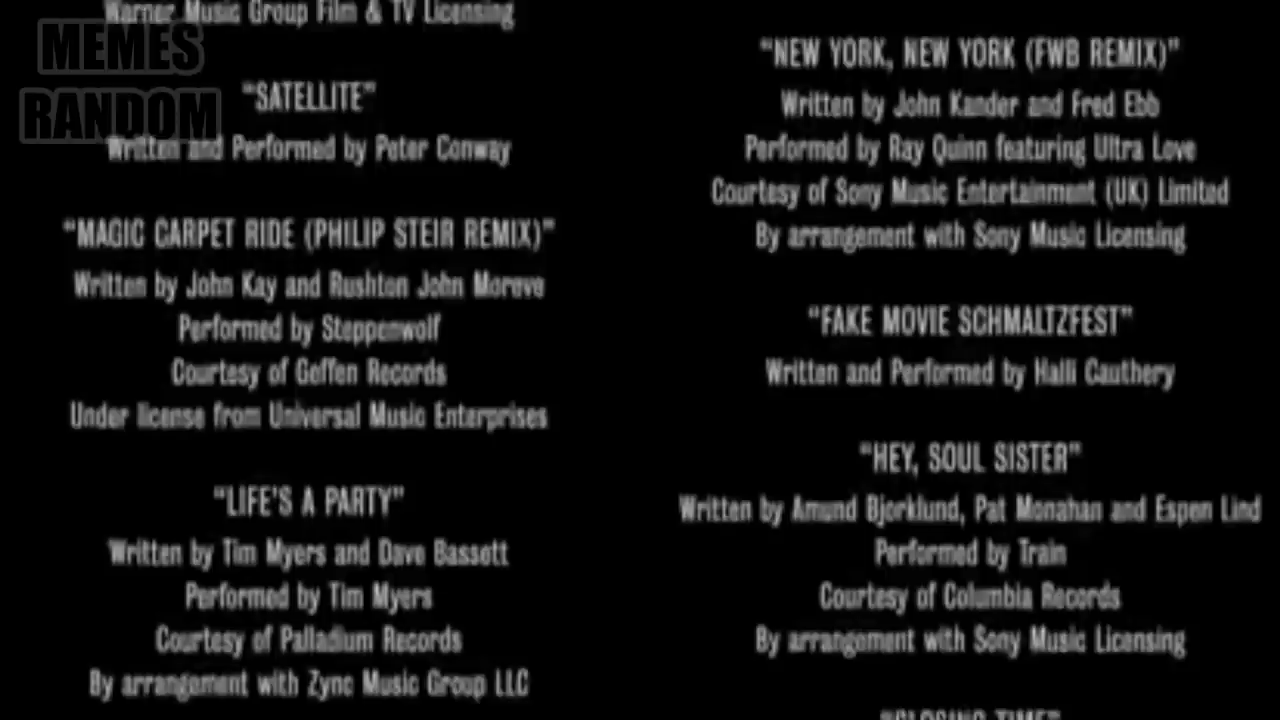 MEMES
RANDOM
Warner Music Group Film & TV Licensing
"SATELLITE"
Written and Performed by Peter Conway
"MAGIC CARPET RIDE (PHILIP STEIR REMIX)"
Written by John Kay and Rushton John Moreve
Performed by Steppenwolf
Courtesy of Geffen Records
Under license from Universal Music Enterprises
"LIFE'S A PARTY"
Written by Tim Myers and Dave Bassett
Performed by Tim Myers
Courtesy of Palladium Records
By arrangement with Zync Music Group LLC
"NEW YORK, NEW YORK (FWB REMIX)"
Written by John Kander and Fred Ebb
Performed by Ray Quinn featuring Ultra Love
Courtesy of Sony Music Entertainment (UK) Limited
By arrangement with Sony Music Licensing
"FAKE MOVIE SCHMALTZFEST"
Written and Performed by Halli Cauthery
"HEY, SOUL SISTER"
Written by Amund Bjorklund, Pat Monahan and Espen Lind
Performed by Train
Courtesy of Columbia Records
By arrangement with Sony Music Licensing
"CLOSING TIME"